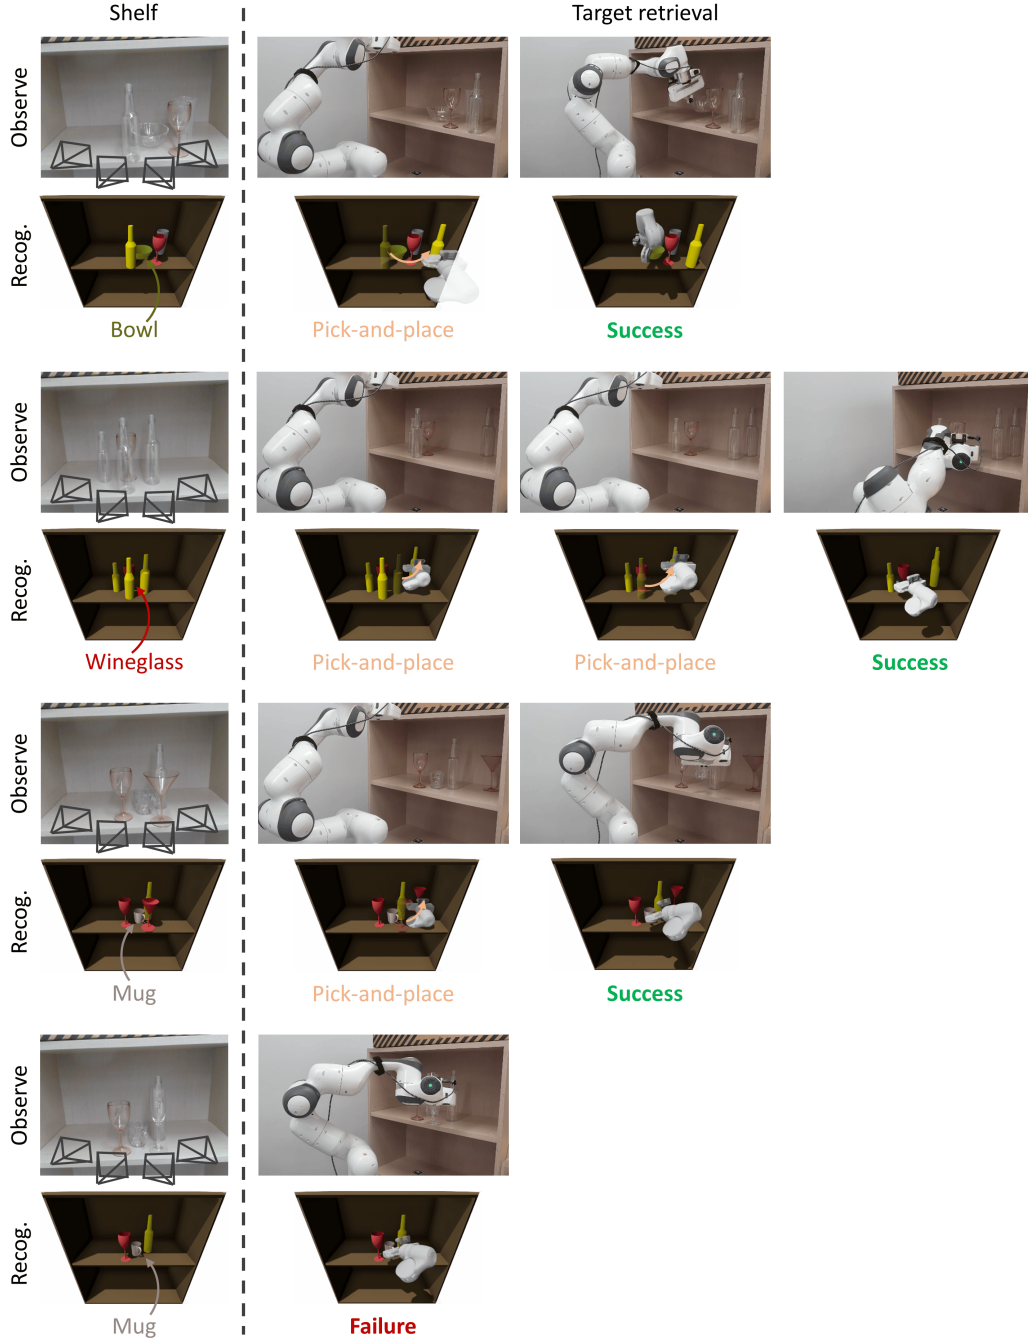 Shelf
Target retrieval
Observe
Recog.
Bowl
Pick-and-place
Success
Observe
Recog.
Wineglass
Pick-and-place
Pick-and-place
Success
Observe
Recog.
Mug
Pick-and-place
Success
Observe
Recog.
Mug
Failure